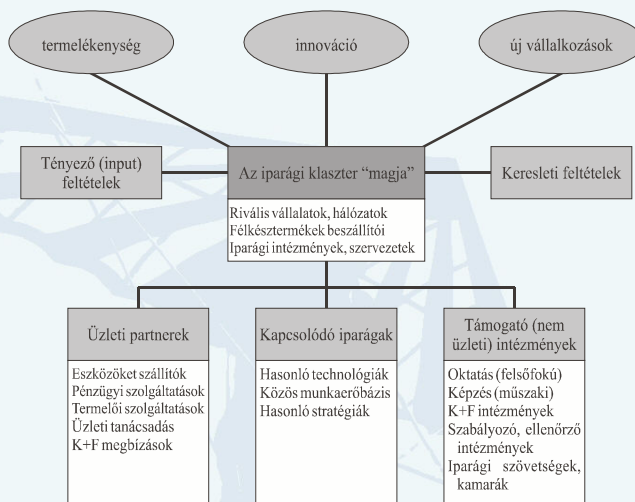 termelékenység
innováció
új vállalkozások
Tényező (input)
feltételek
Az iparági klaszter “magja”
Keresleti feltételek
Rivális vállalatok, hálózatok
Félkésztermékek beszállítói
Iparági intézmények, szervezetek
Üzleti partnerek
Eszközöket szállítók
Pénzügyi szolgáltatások
Termelői szolgáltatások
Üzleti tanácsadás
K+F megbízások
Kapcsolódó iparágak
Hasonló technológiák
Közös munkaerőbázis
Hasonló stratégiák
Támogató (nem
üzleti) intézmények
Oktatás (felsőfokú)
Képzés (műszaki)
K+F intézmények
Szabályozó, ellenőrző
intézmények
Iparági szövetségek,
kamarák